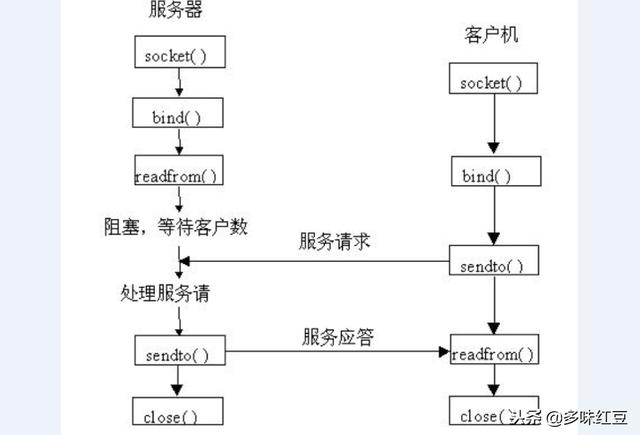 服务器
socket()
bind()
readfrom()
阻塞，等待客户数
处理服务请
sendto()
close()
服务请求
服务应答
客户机
socket()
bind()
sendto()
readfrom()
close()
头条 @多味红豆